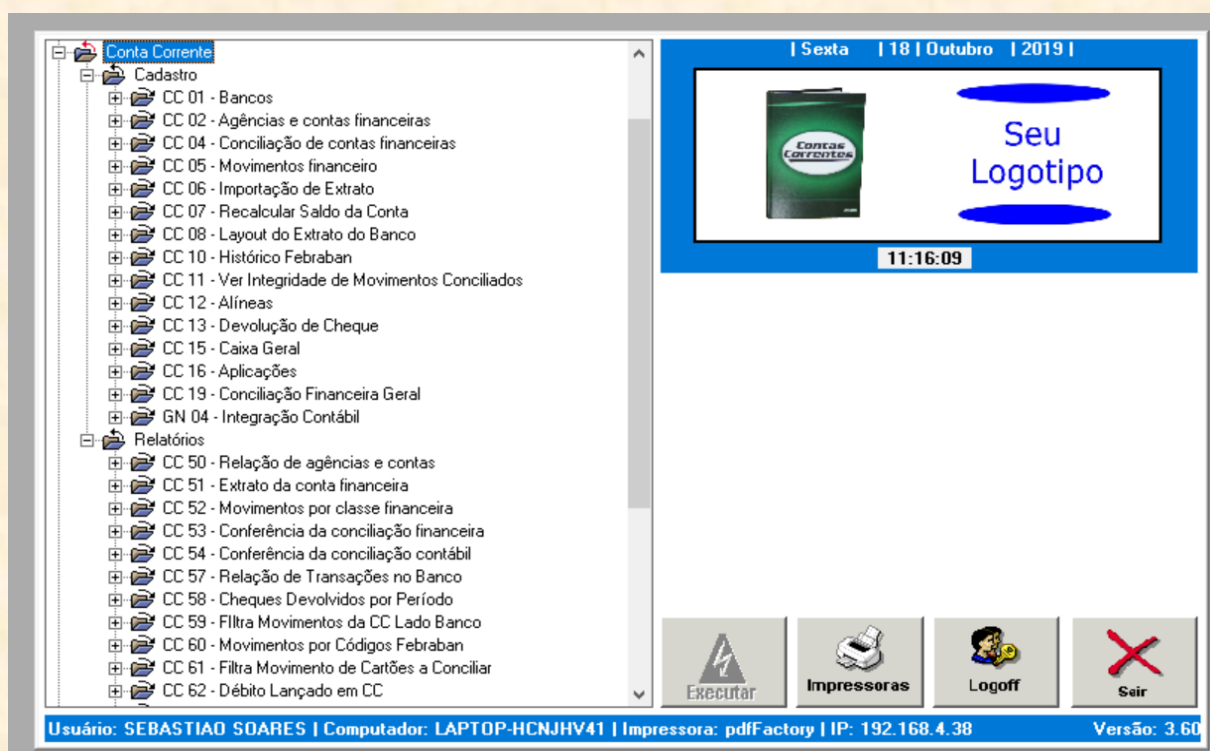 Conta Corrente
Cadastro
CC 01 - Bancos
CC 02 - Agências e contas financeiras
CC 04 - Conciliação de contas financeiras
CC 05 - Movimentos financeiro
CC 06 - Importação de Extrato
CC 07 - Recalcular Saldo da Conta
CC 08 - Layout do Extrato do Banco
CC 10 - Histórico Febraban
CC 11 - Ver Integridade de Movimentos Conciliados
CC 12 - Alíneas
CC 13 - Devolução de Cheque
CC 15 - Caixa Geral
CC 16 - Aplicações
CC 19 - Conciliação Financeira Geral
GN 04 - Integração Contábil
Relatórios
CC 50 - Relação de agências e contas
CC 51 - Extrato da conta financeira
CC 52 - Movimentos por classe financeira
CC 53 - Conferência da conciliação financeira
CC 54 - Conferência da conciliação contábil
CC 57 - Relação de Transações no Banco
CC 58 - Cheques Devolvidos por Período
CC 59 - FIltra Movimentos da CC Lado Banco
CC 60 - Movimentos por Códigos Febraban
CC 61 - Filtra Movimento de Cartões a Conciliar
CC 62 - Débito Lançado em CC
| Sexta | 18 | Outubro | 2019 |
Contas
Correntes
Seu
Logotipo
11:16:09
Executar
Impressoras
Logoff
Sair
Usuário: SEBASTIAO SOARES | Computador: LAPTOP-HCNJHV41 | Impressora: pdfFactory | IP: 192.168.4.38 Versão: 3.60